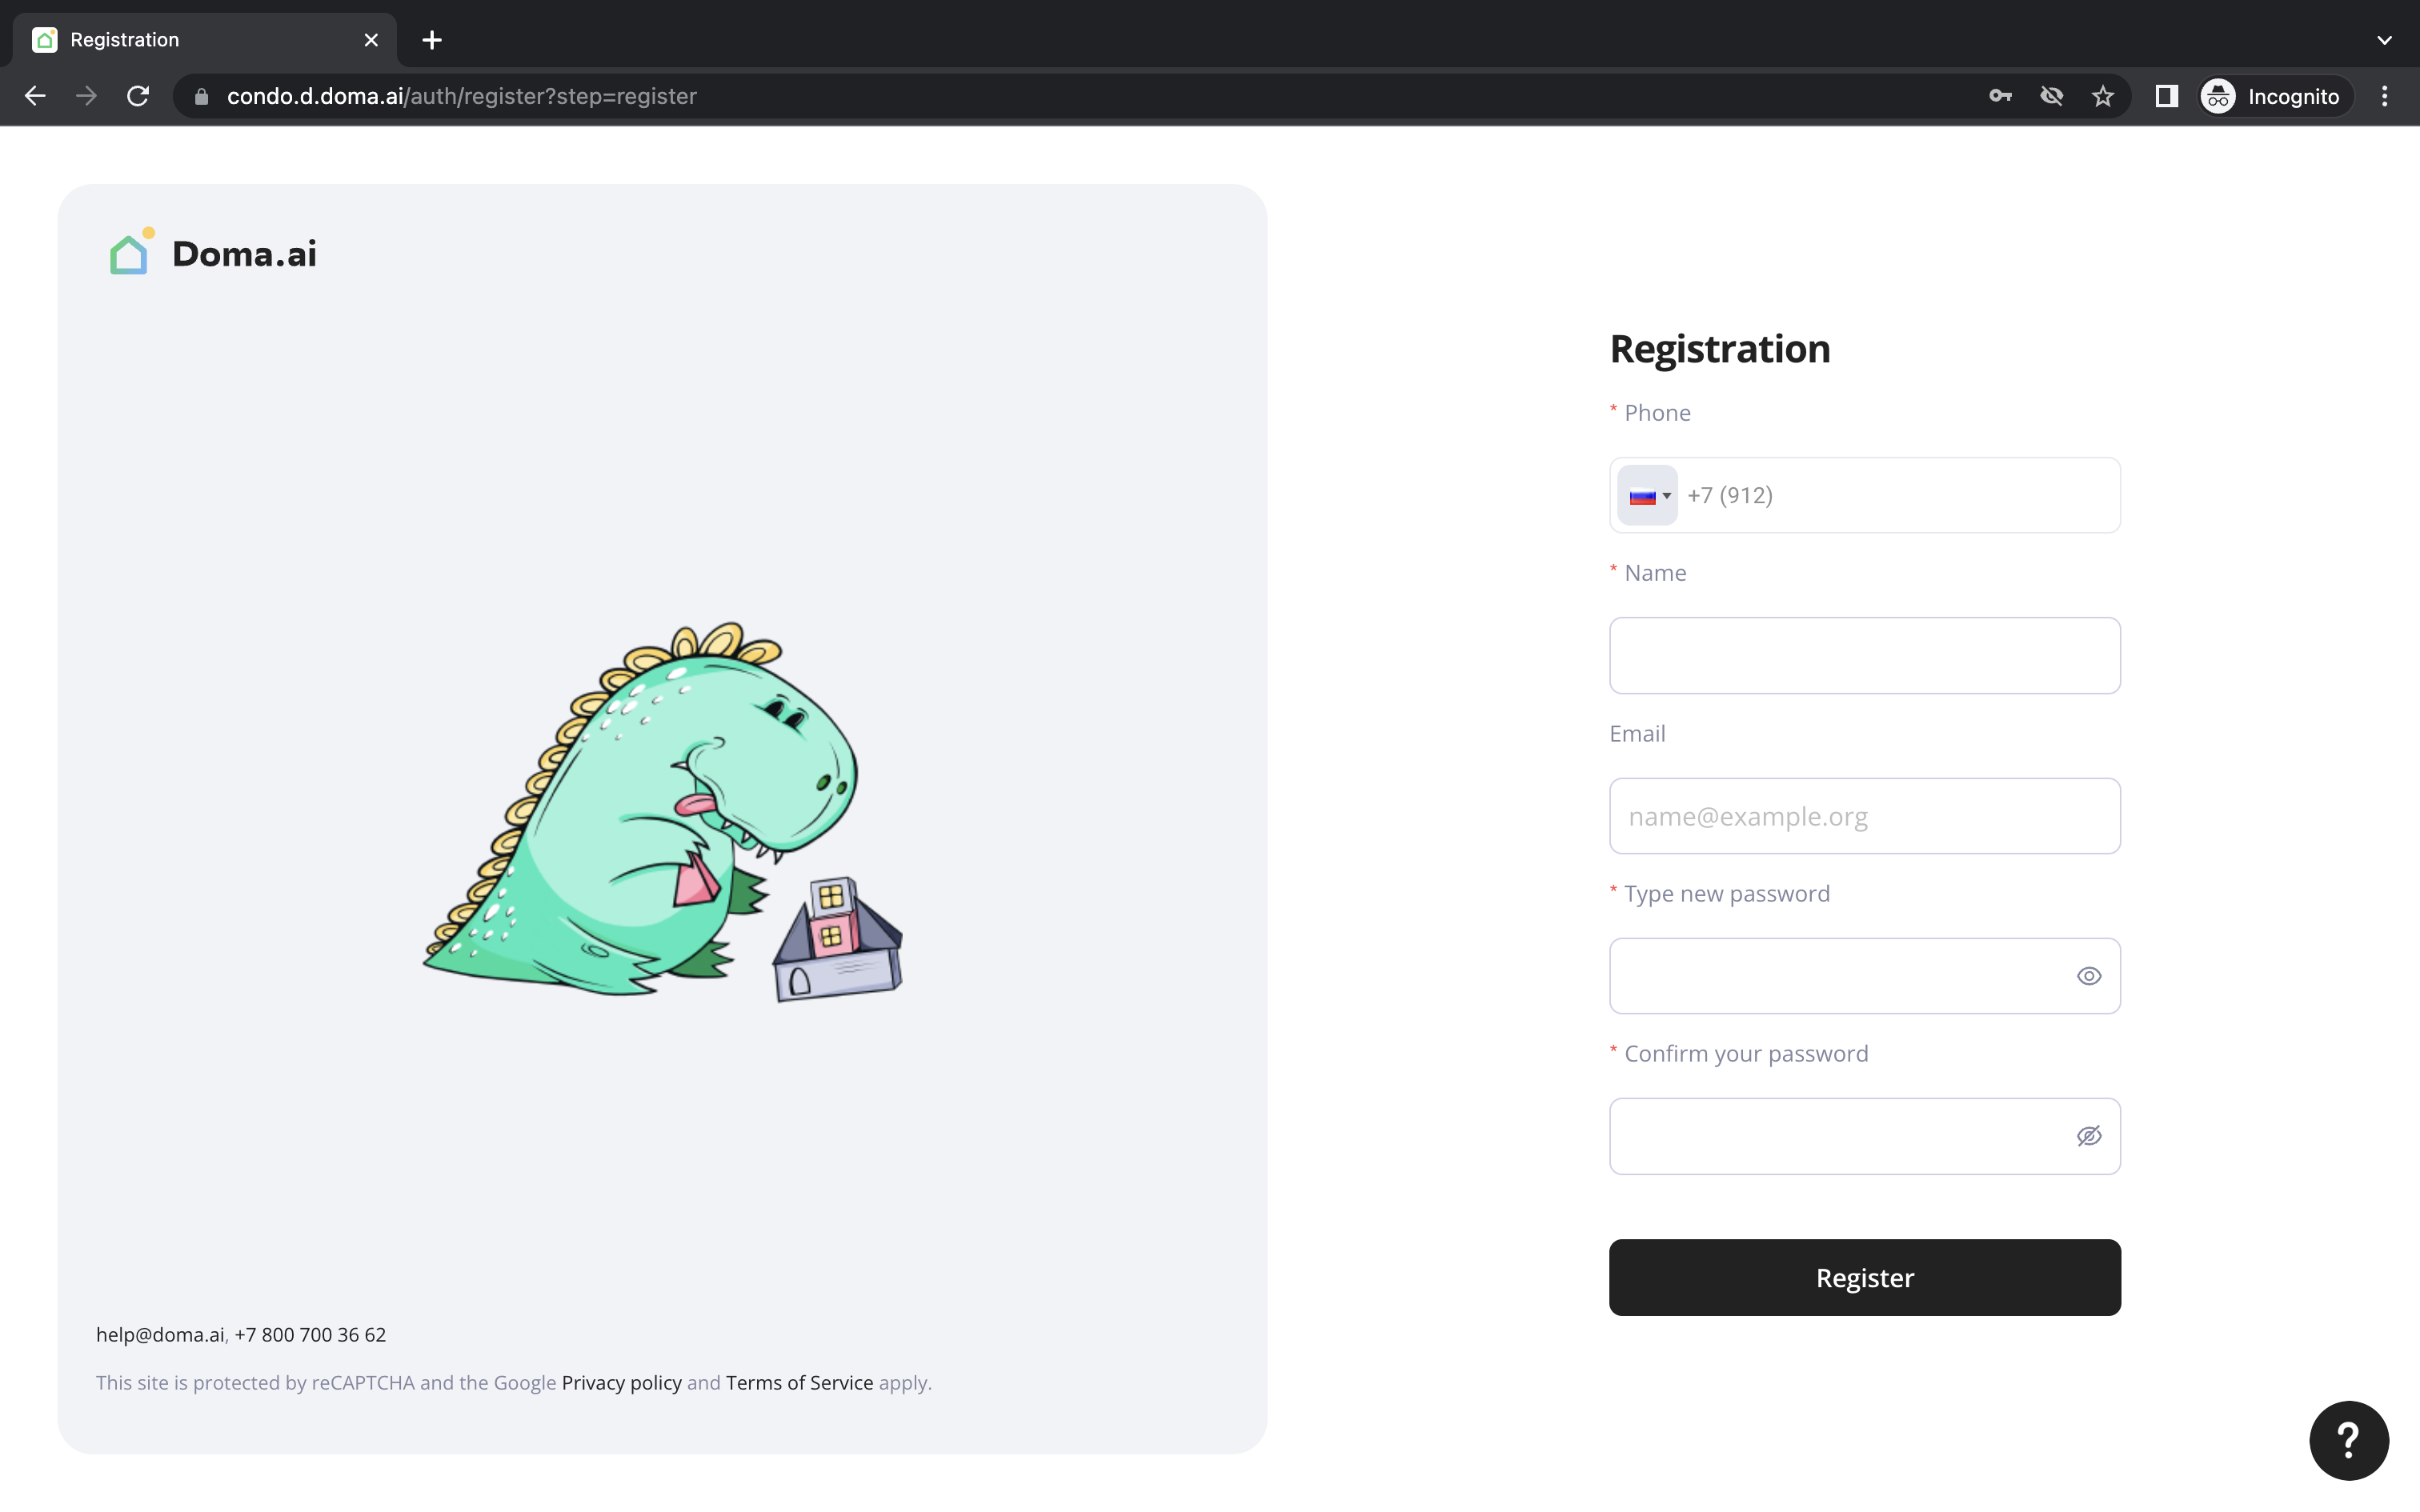 Registration
condo.d.doma.ai/auth/register?step=register
Incognito
Doma.ai
Registration
* Phone
+7 (912)
* Name
Email
name@example.org
* Type new password
* Confirm your password
Register
help@doma.ai, +7 800 700 36 62
This site is protected by reCAPTCHA and the Google Privacy policy and Terms of Service apply.
?